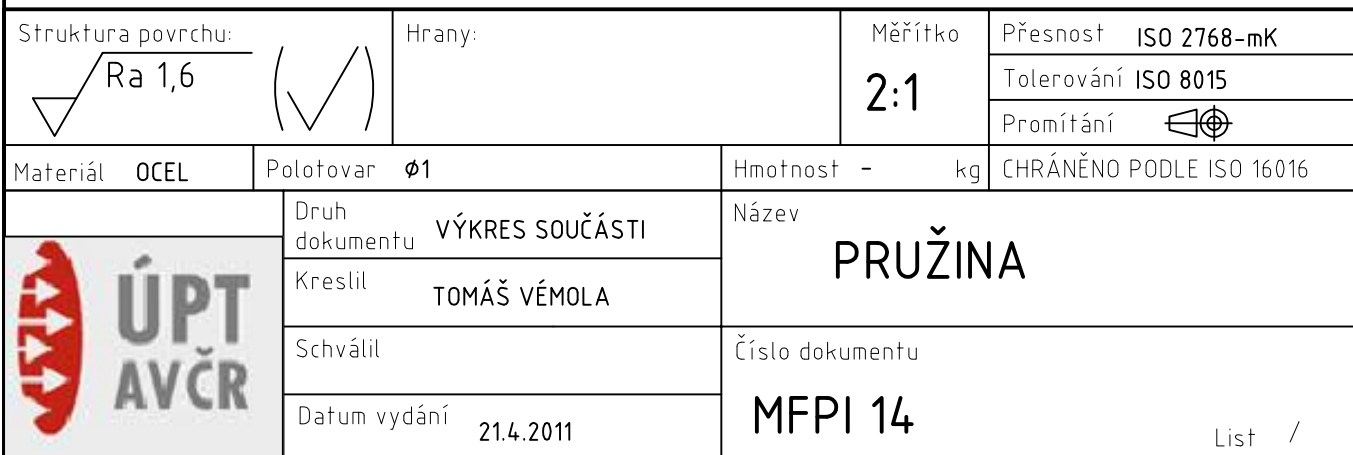 Struktura povrchu:
Ra 1,6
Hrany:
Měřítko
2:1
Přesnost ISO 2768-mK
Tolerování ISO 8015
Promítání
Materiál OCEL
Polotovar ø1
Hmotnost - kg
CHRÁNĚNO PODLE ISO 16016
ÚPT
AVČR
Druh
dokumentu VÝKRES SOUČÁSTI
Kreslil TOMÁŠ VÉMOLA
Schválil
Datum vydání 21.4.2011
Název
PRUŽINA
Číslo dokumentu
MFPI 14
List /